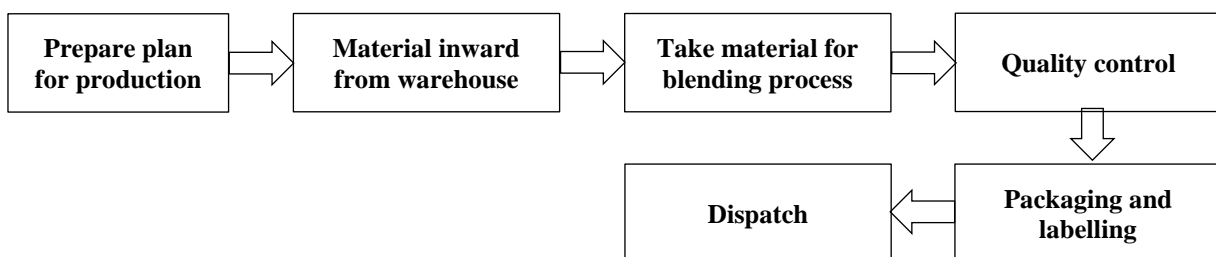 Prepare plan
for production
Material inward
from warehouse
Take material for
blending process
Quality control
Packaging and
labelling
Dispatch